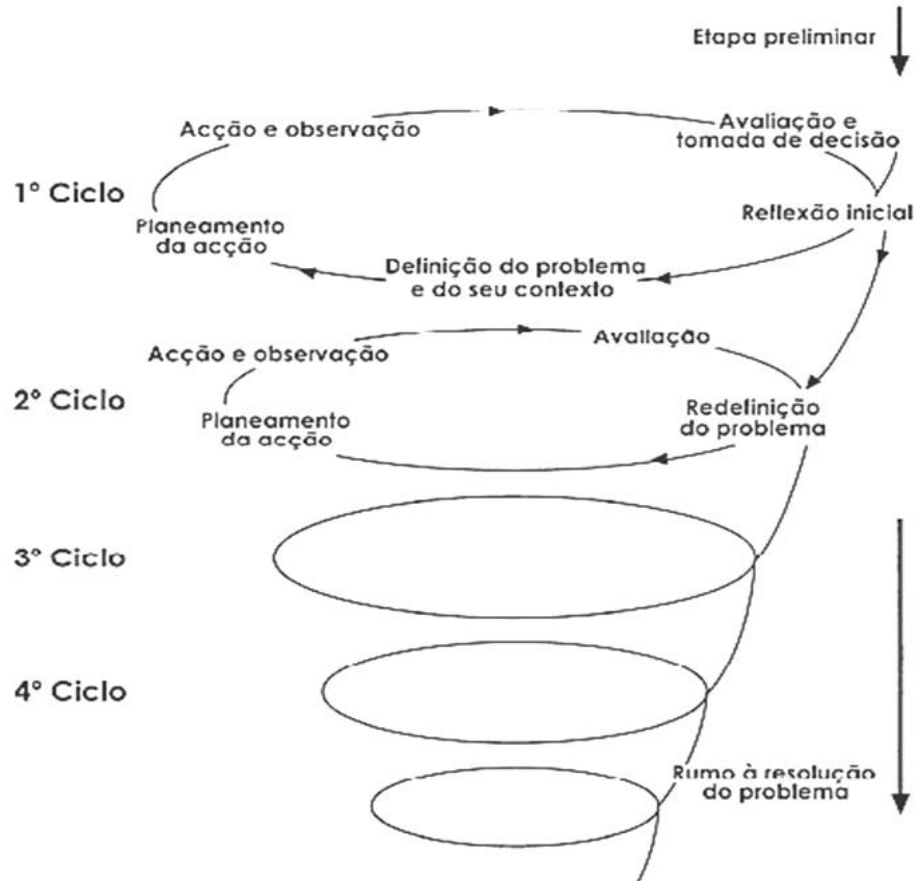 Etapa preliminar
Acção e observação
Avaliação e
tomada de decisão
1º Ciclo
Planeamento
da acção
Reflexão inicial
Definição do problema
e do seu contexto
Acção e observação
Avaliação
2º Ciclo
Planeamento
da acção
Redefinição
do problema
3º Ciclo
4º Ciclo
Rumo à resolução
do problema